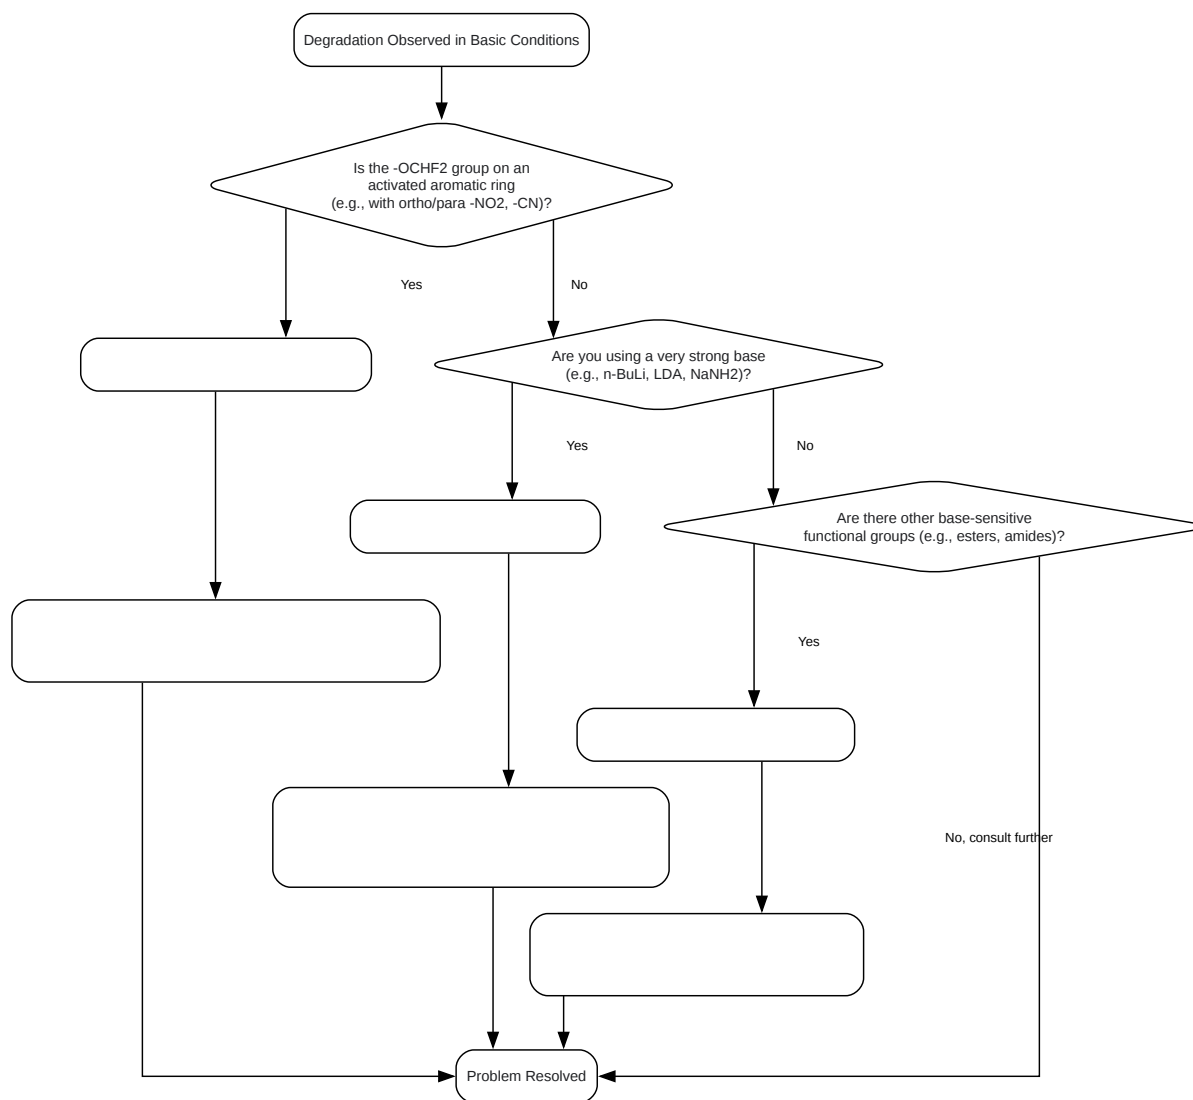 Degradation Observed in Basic Conditions
Is the -OCHF2 group on an
activated aromatic ring
(e.g., with ortho/para -NO2, -CN)?
Yes
No
Are you using a very strong base
(e.g., n-BuLi, LDA, NaNH2)?
Yes
No
Are there other base-sensitive
functional groups (e.g., esters, amides)?
Yes
No, consult further
Problem Resolved